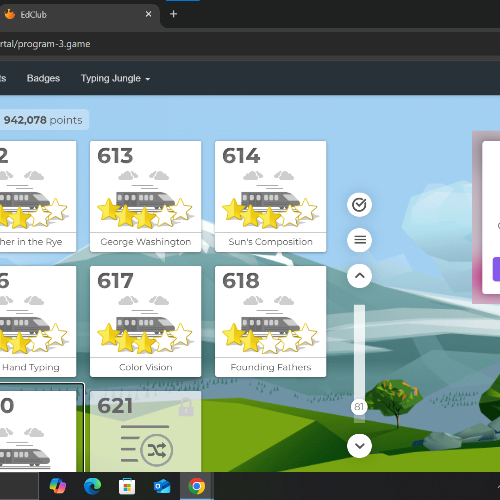 EdClub
rtal/program-3.game
ts Badges Typing Jungle
942,078 points
2 613 614
her in the Rye George Washington Sun's Composition
6 617 618
Hand Typing Color Vision Founding Fathers
81
0 621